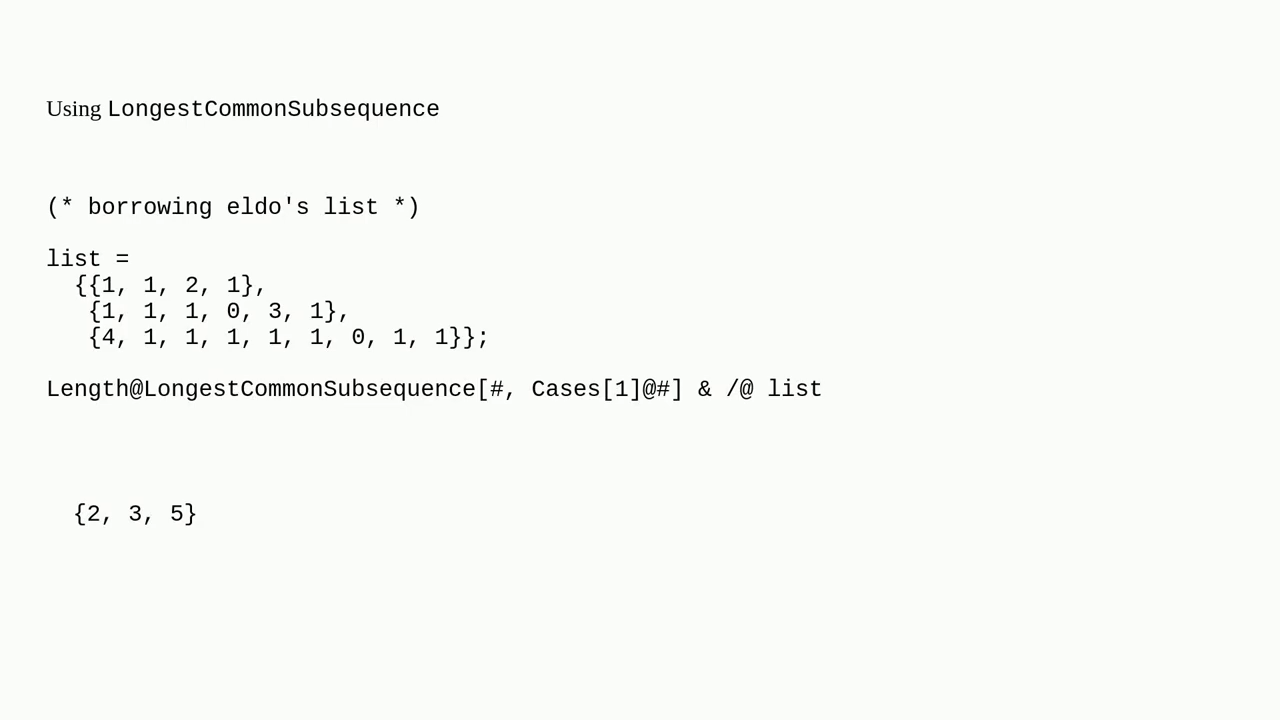 Using LongestCommonSubsequence
(* borrowing eldo's list *)
list =
  {{1, 1, 2, 1},
   {1, 1, 1, 0, 3, 1},
   {4, 1, 1, 1, 1, 1, 0, 1, 1}};
Length@LongestCommonSubsequence[#, Cases[1]@#] & /@ list
{2, 3, 5}